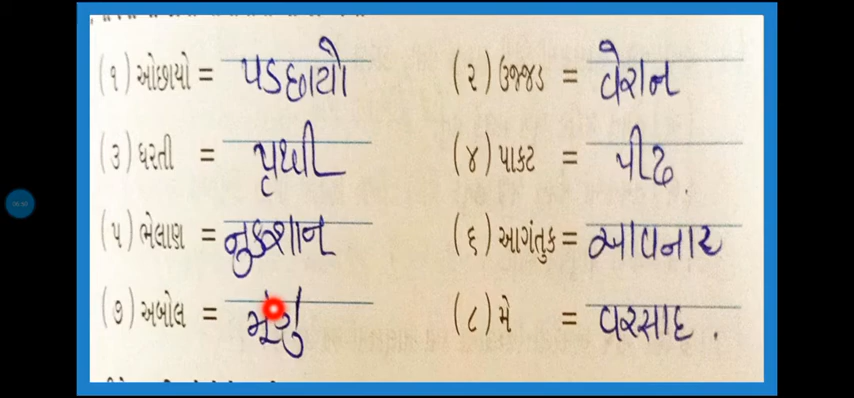 (૧) ઓછાયો = પડછાયો (૨) ઉજ્જડ = વેરાન
(૩) ધરતી = પૃથ્વી (૪) પાકટ = પીઢ.
(૫) ભેલાણ = નુકશાન (૬) આગંતુક = આવનાર
(૭) અબોલ = મૂંગું (૮) મે = વરસાદ.